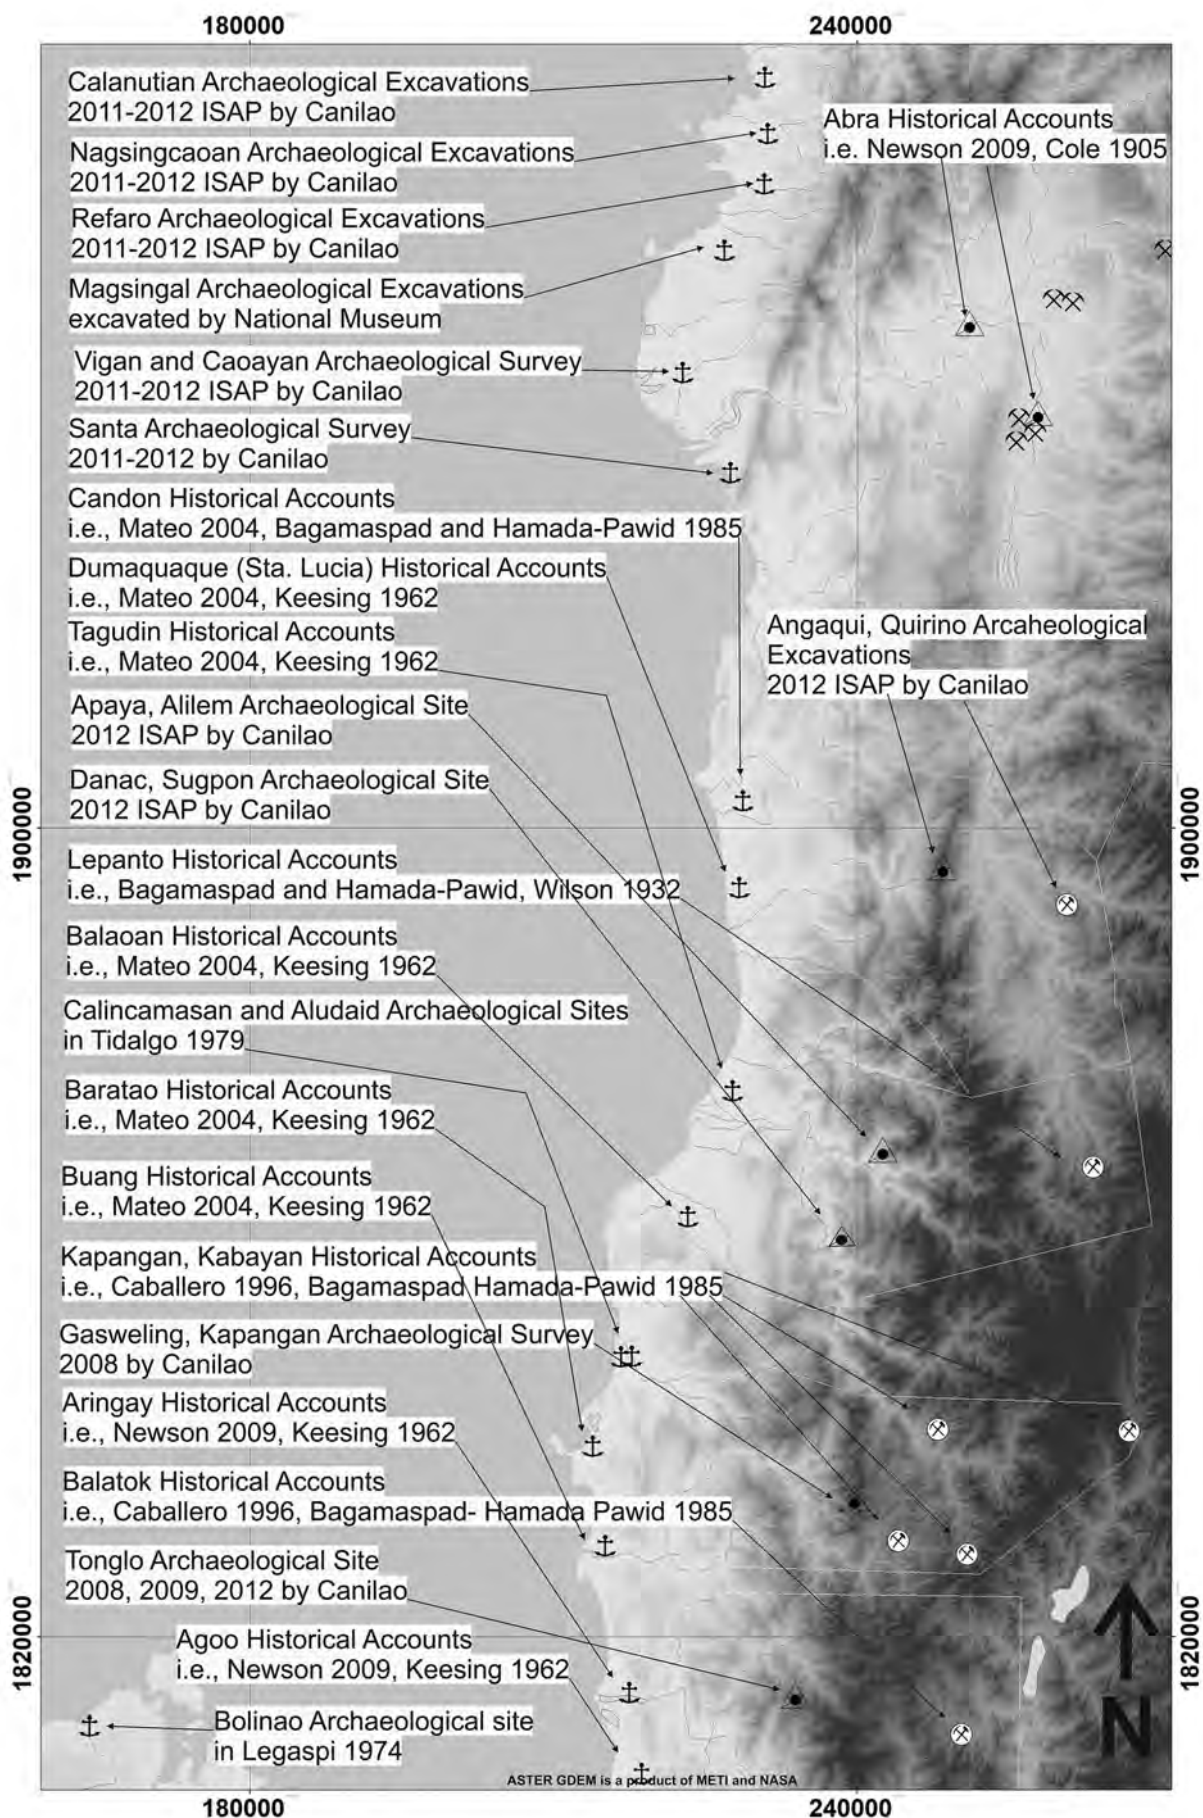 180000
240000
Calanutian Archaeological Excavations
2011-2012 ISAP by Canilao
Abra Historical Accounts
i.e. Newson 2009, Cole 1905
Nagsingcaoan Archaeological Excavations
2011-2012 ISAP by Canilao
Refaro Archaeological Excavations
2011-2012 ISAP by Canilao
Magsingal Archaeological Excavations
excavated by National Museum
Vigan and Caoayan Archaeological Survey
2011-2012 ISAP by Canilao
Santa Archaeological Survey
2011-2012 by Canilao
Candon Historical Accounts
i.e., Mateo 2004, Bagamaspad and Hamada-Pawid 1985
Dumaquaque (Sta. Lucia) Historical Accounts
i.e., Mateo 2004, Keesing 1962
Tagudin Historical Accounts
i.e., Mateo 2004, Keesing 1962
Angaqui, Quirino Arcaheological
Excavations
2012 ISAP by Canilao
Apaya, Alilem Archaeological Site
2012 ISAP by Canilao
Danac, Sugpon Archaeological Site
2012 ISAP by Canilao
1900000
1900000
Lepanto Historical Accounts
i.e., Bagamaspad and Hamada-Pawid, Wilson 1932
Balaoan Historical Accounts
i.e., Mateo 2004, Keesing 1962
Calincamasan and Aludaid Archaeological Sites
in Tidalgo 1979
Baratao Historical Accounts
i.e., Mateo 2004, Keesing 1962
Buang Historical Accounts
i.e., Mateo 2004, Keesing 1962
Kapangan, Kabayan Historical Accounts
i.e., Caballero 1996, Bagamaspad Hamada-Pawid 1985
Gasweling, Kapangan Archaeological Survey
2008 by Canilao
Aringay Historical Accounts
i.e., Newson 2009, Keesing 1962
Balatok Historical Accounts
i.e., Caballero 1996, Bagamaspad- Hamada Pawid 1985
Tonglo Archaeological Site
2008, 2009, 2012 by Canilao
1820000
1820000
Agoo Historical Accounts
i.e., Newson 2009, Keesing 1962
N
Bolinao Archaeological site
in Legaspi 1974
ASTER GDEM is a product of METI and NASA
180000
240000